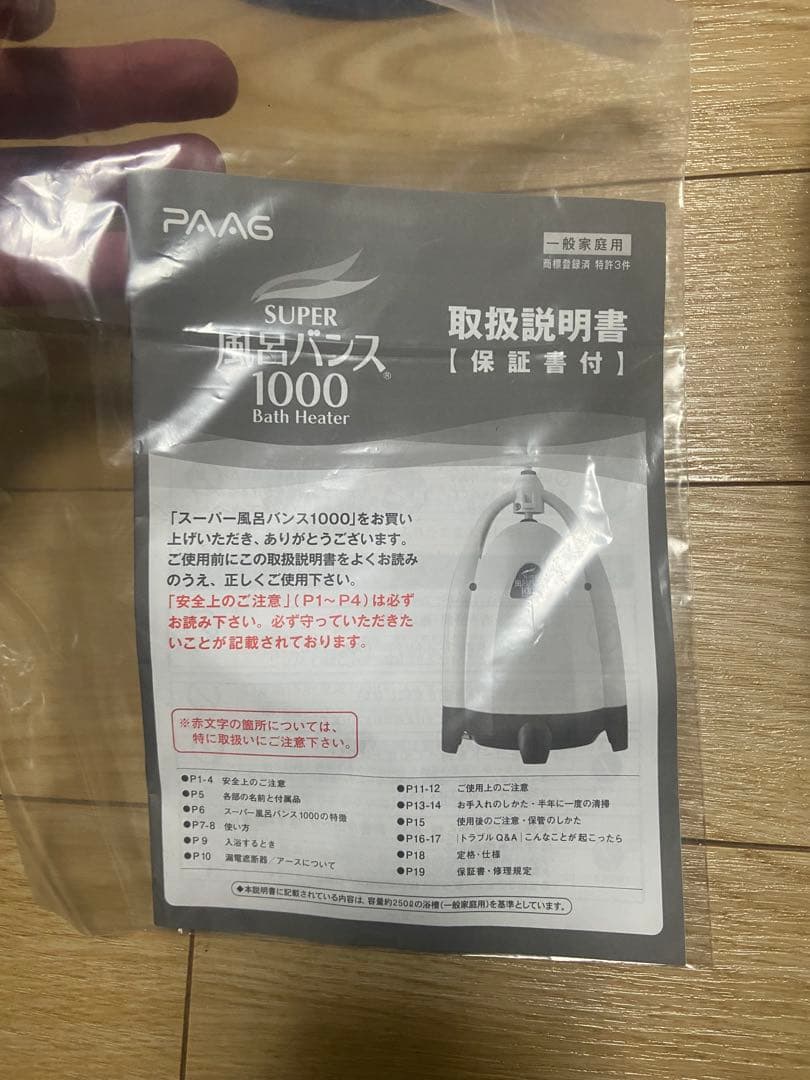 PAAG
一般家庭用
商標登録済 特許3件
SUPER
風呂バンス®
1000
Bath Heater
取扱説明書
【保証書付】
「スーパー風呂バンス1000」をお買い
上げいただき、ありがとうございます。
ご使用前にこの取扱説明書をよくお読み
のうえ、正しくご使用下さい。
「安全上のご注意」(P1〜P4)は必ず
お読み下さい。必ず守っていただきた
いことが記載されております。
※赤文字の箇所については、
特に取扱いにご注意下さい。
●P1-4 安全上のご注意
●P5 各部の名前と付属品
●P6 スーパー風呂バンス1000の特徴
●P7-8 使い方
●P9 入浴するとき
●P10 漏電遮断器/アースについて
●P11-12 ご使用上のご注意
●P13-14 お手入れのしかた・半年に一度の清掃
●P15 使用後のご注意・保管のしかた
●P16-17 |トラブルQ&A|こんなことが起こったら
●P18 定格・仕様
●P19 保証書・修理規定
◆本説明書に記載されている内容は、容量約250ℓの浴槽(一般家庭用)を基準としています。